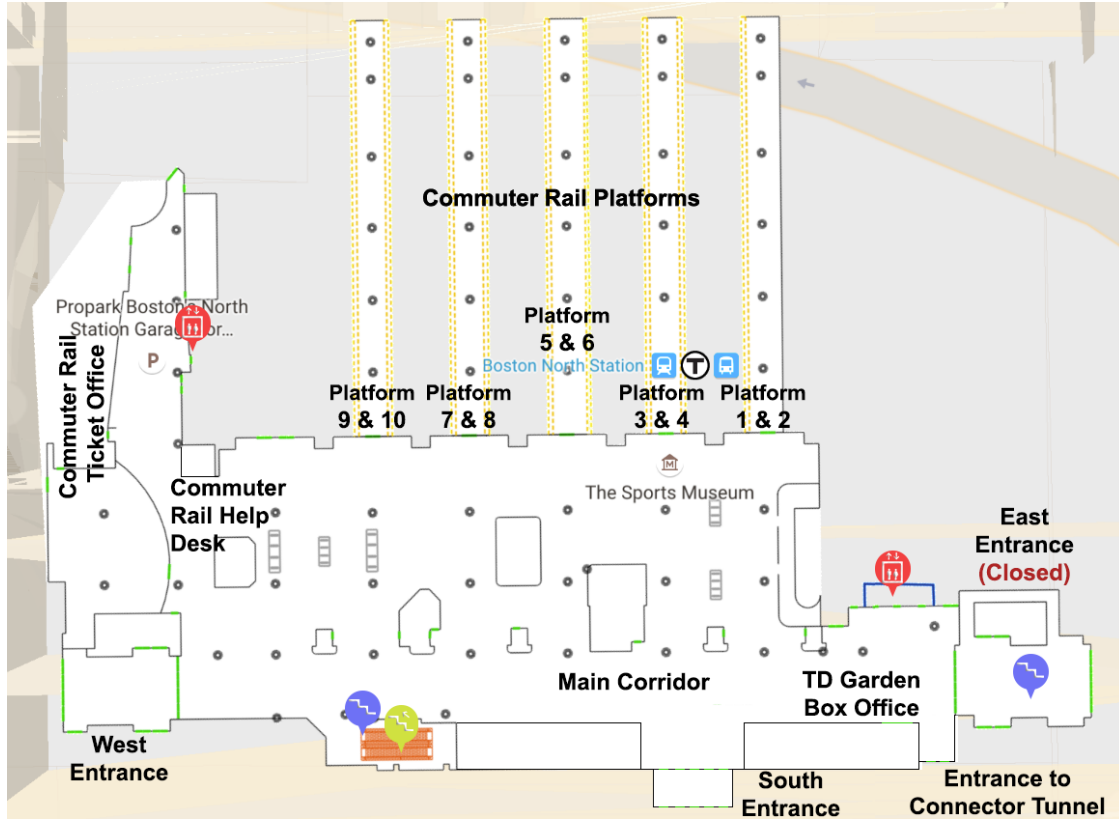 Commuter Rail Platforms
Propark Boston's North
Station Garage for...
P
Platform
5 & 6
Boston North Station
T
Platform
9 & 10
Platform
7 & 8
Platform
3 & 4
Platform
1 & 2
Commuter Rail
Ticket Office
M
The Sports Museum
Commuter
Rail Help
Desk
East
Entrance
(Closed)
Main Corridor
TD Garden
Box Office
West
Entrance
South
Entrance
Entrance to
Connector Tunnel